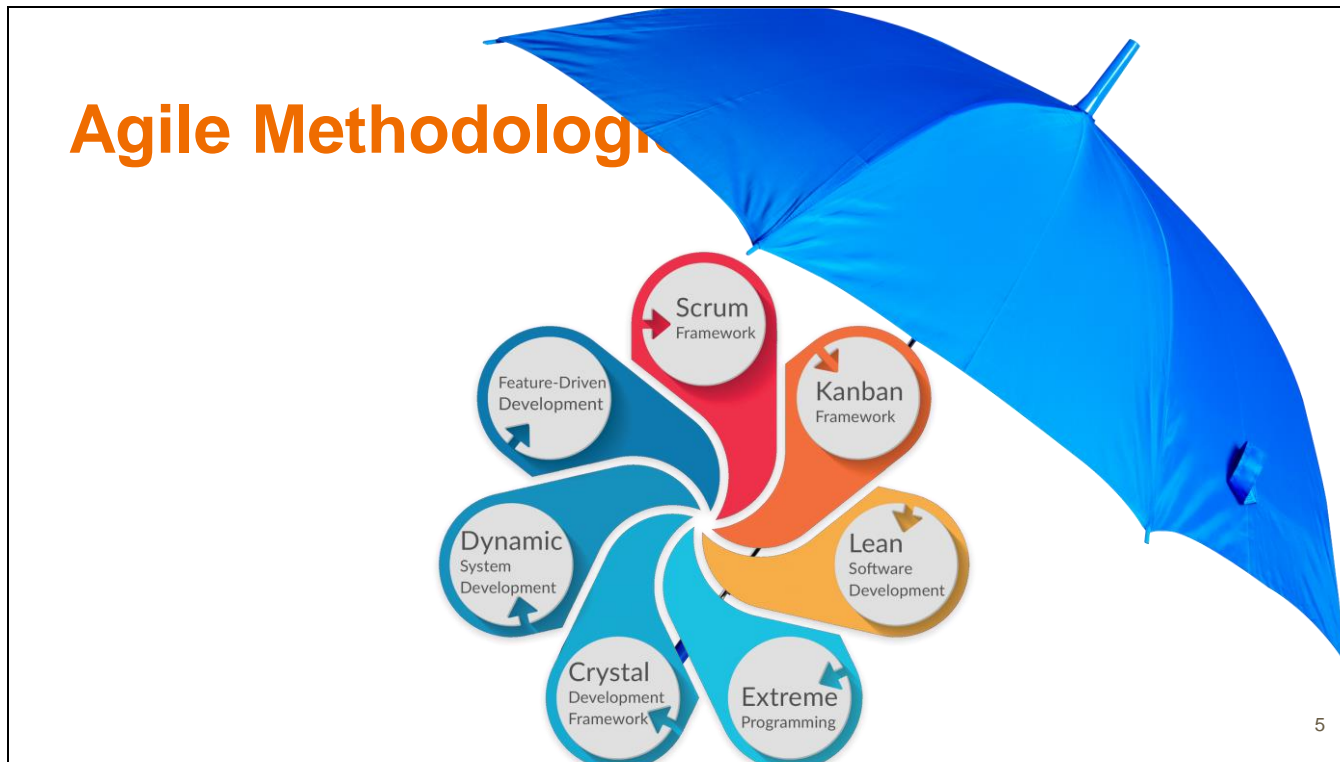 Agile Methodologi
Scrum
Framework
Kanban
Framework
Lean
Software
Development
Extreme
Programming
Crystal
Development
Framework
Dynamic
System
Development
Feature-Driven
Development
5